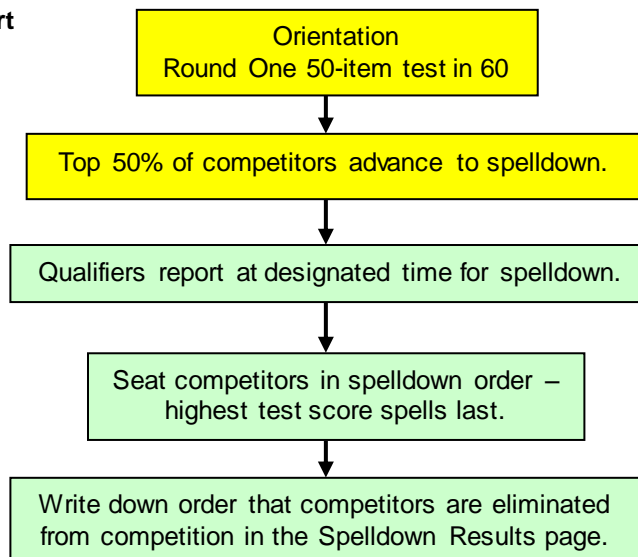 rt
Orientation
Round One 50-item test in 60
Top 50% of competitors advance to spelldown.
Qualifiers report at designated time for spelldown.
Seat competitors in spelldown order –
highest test score spells last.
Write down order that competitors are eliminated
from competition in the Spelldown Results page.